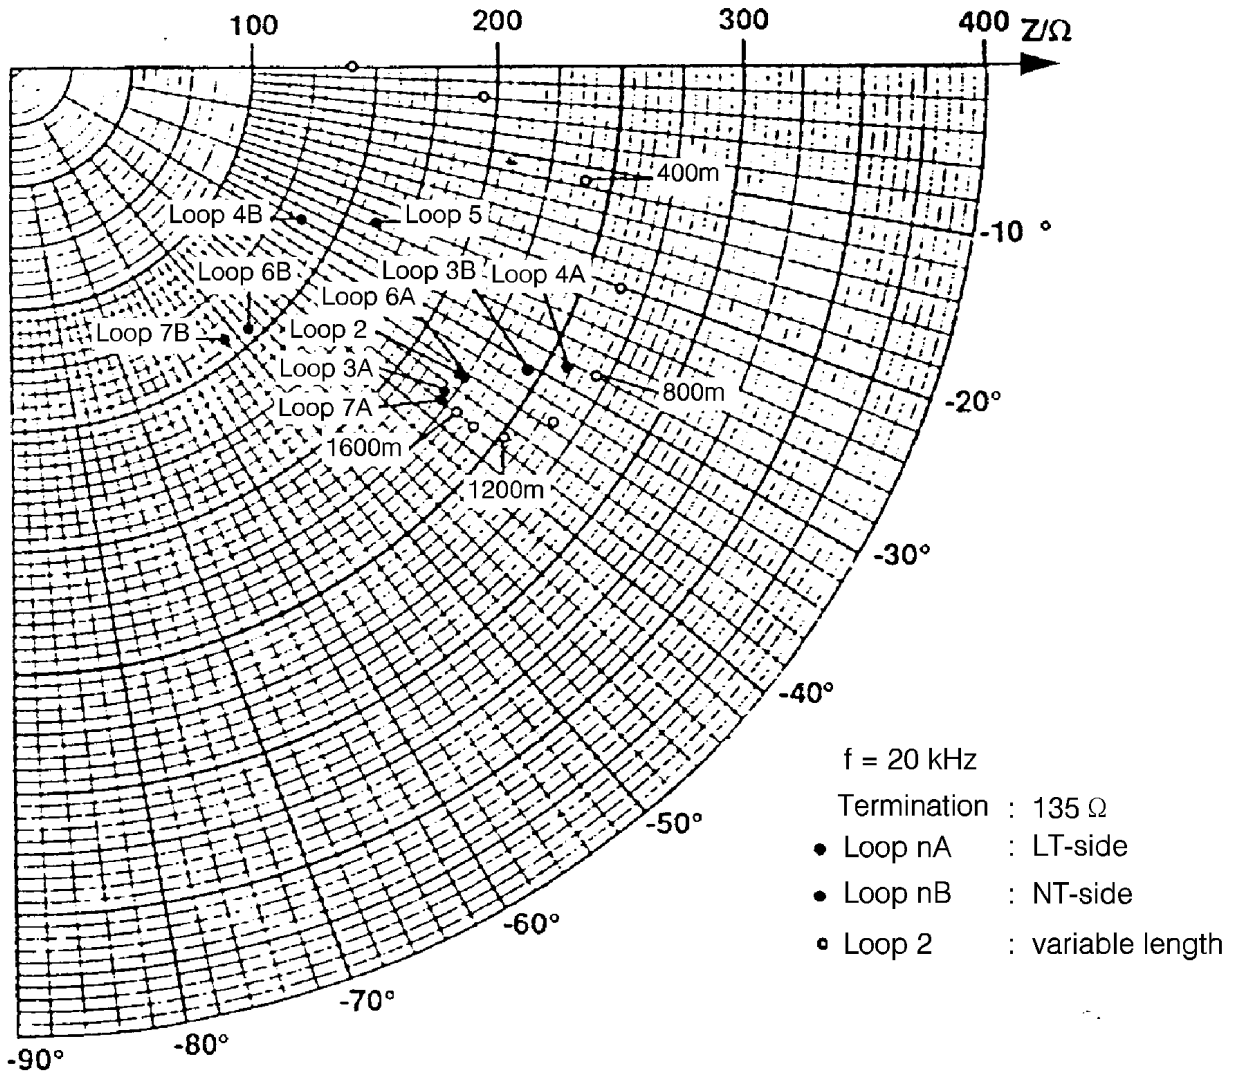 100
200
300
400
Z/Ω
400m
Loop 4B
Loop 5
-10 °
Loop 6B
Loop 3B
Loop 4A
Loop 6A
Loop 7B
Loop 2
Loop 3A
800m
-20°
Loop 7A
1600m
1200m
-30°
-40°
f = 20 kHz
Termination : 135 Ω
-50°
Loop nA : LT-side
Loop nB : NT-side
-60°
Loop 2 : variable length
-70°
-80°
-90°